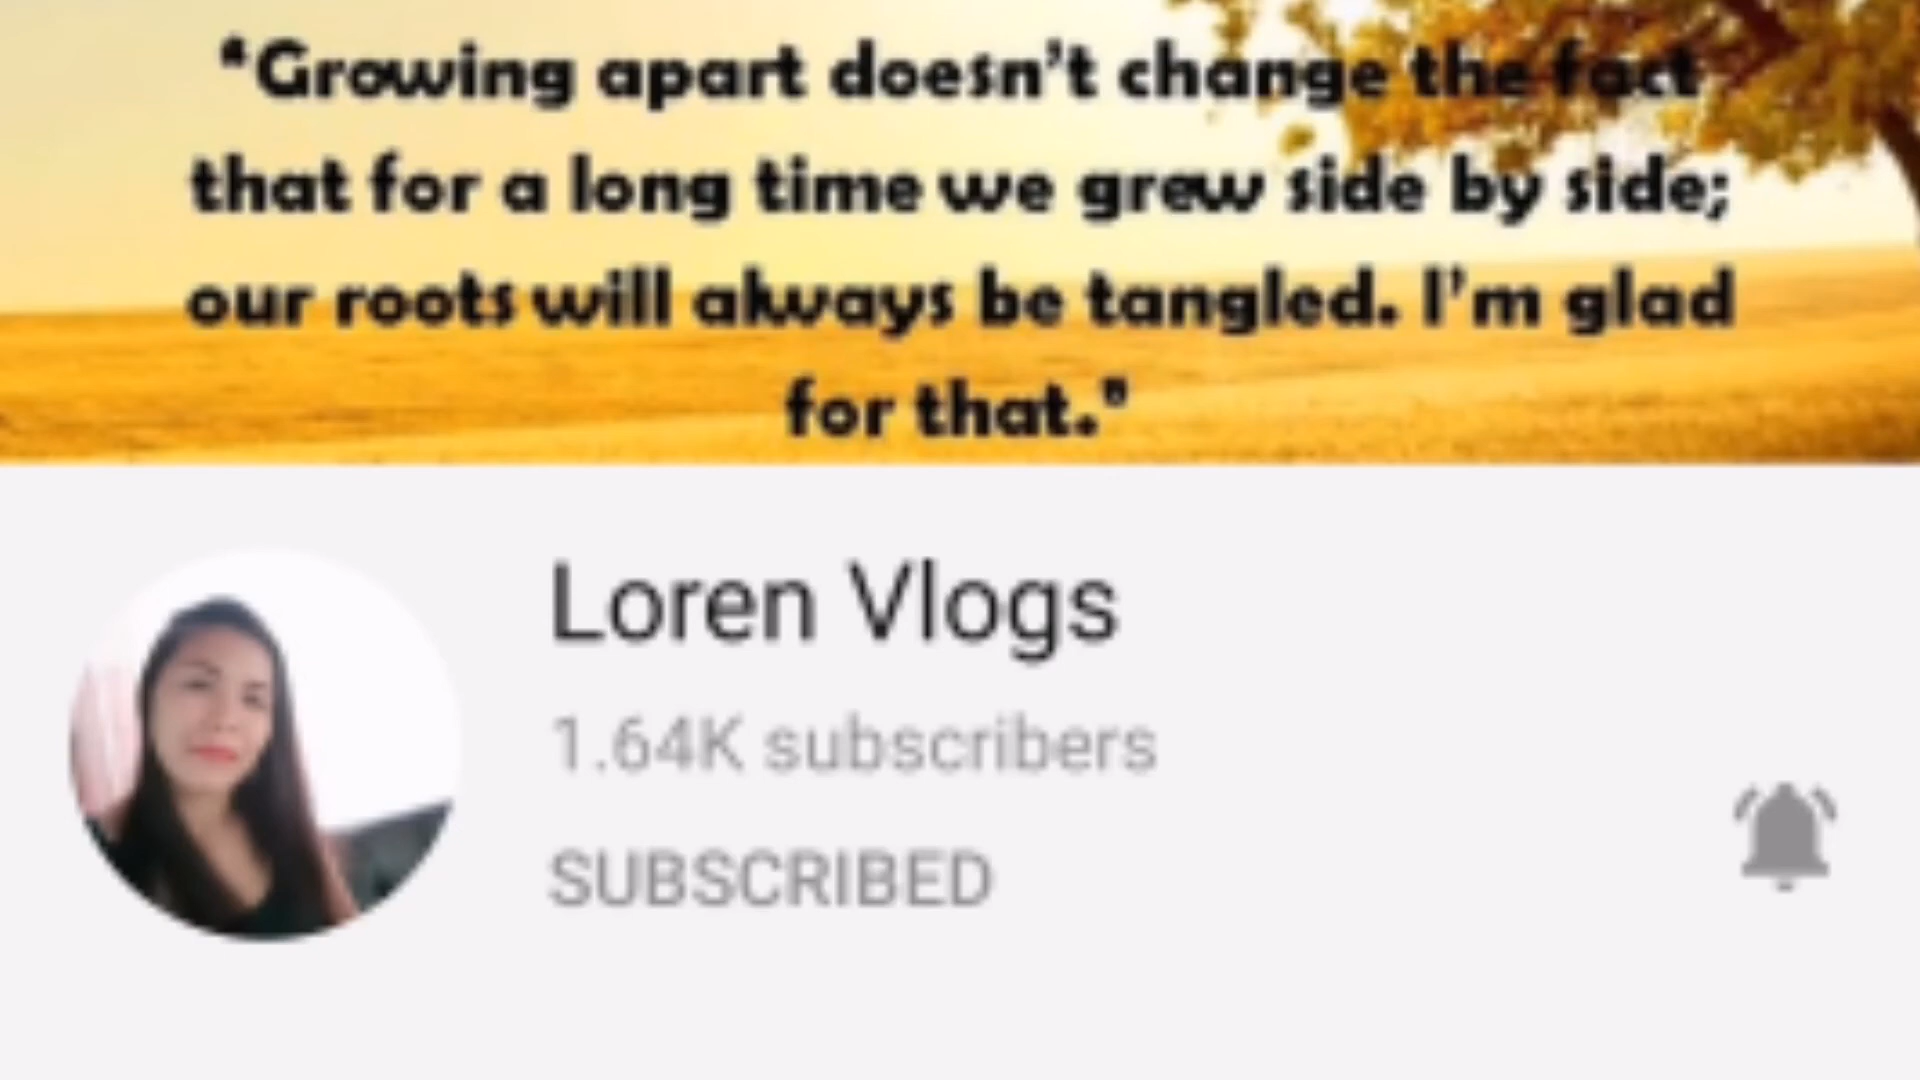 "Growing apart doesn't change the fact
that for a long time we grew side by side;
our roots will always be tangled. I'm glad
for that."
Loren Vlogs
1.64K subscribers
SUBSCRIBED